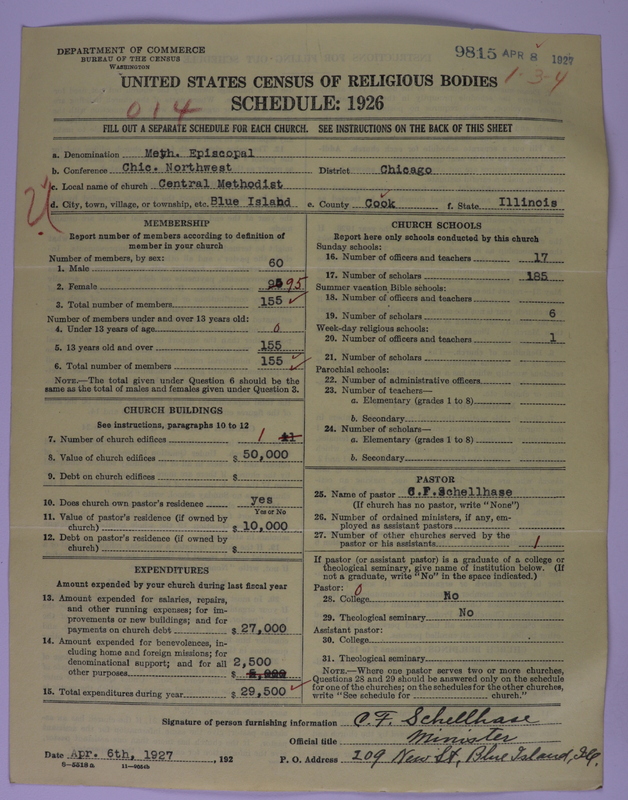 DEPARTMENT OF COMMERCE
BUREAU OF THE CENSUS
WASHINGTON
9815 APR 8 1927
1-3-4
UNITED STATES CENSUS OF RELIGIOUS BODIES
SCHEDULE: 1926
014
FILL OUT A SEPARATE SCHEDULE FOR EACH CHURCH. SEE INSTRUCTIONS ON THE BACK OF THIS SHEET
a. Denomination Meth. Episcopal
b. Conference Chic. Northwest District Chicago
c. Local name of church Central Methodist
d. City, town, village, or township, etc. Blue Island e. County Cook f. State Illinois
MEMBERSHIP
Report number of members according to definition of
member in your church
Number of members, by sex:
1. Male 60
2. Female 95
3. Total number of members 155
Number of members under and over 13 years old:
4. Under 13 years of age 0
5. 13 years old and over 155
6. Total number of members 155
NOTE.—The total given under Question 6 should be the
same as the total of males and females given under Question 3.
CHURCH BUILDINGS
See instructions, paragraphs 10 to 12
7. Number of church edifices 1
8. Value of church edifices $ 50,000
9. Debt on church edifices $
10. Does church own pastor's residence yes
Yes or No
11. Value of pastor's residence (if owned by
church) $ 10,000
12. Debt on pastor's residence (if owned by
church) $
EXPENDITURES
Amount expended by your church during last fiscal year
13. Amount expended for salaries, repairs,
and other running expenses; for im-
provements or new buildings; and for
payments on church debt $ 27,000
14. Amount expended for benevolences, in-
cluding home and foreign missions; for
denominational support; and for all 2,500
other purposes $
15. Total expenditures during year $ 29,500
CHURCH SCHOOLS
Report here only schools conducted by this church
Sunday schools:
16. Number of officers and teachers 17
17. Number of scholars 185
Summer vacation Bible schools:
18. Number of officers and teachers
19. Number of scholars 6
Week-day religious schools:
20. Number of officers and teachers 1
21. Number of scholars
Parochial schools:
22. Number of administrative officers
23. Number of teachers—
a. Elementary (grades 1 to 8)
b. Secondary
24. Number of scholars—
a. Elementary (grades 1 to 8)
b. Secondary
PASTOR
25. Name of pastor C.F.Schellhase
(If church has no pastor, write "None")
26. Number of ordained ministers, if any, em-
ployed as assistant pastors
27. Number of other churches served by the
pastor or his assistants 1
If pastor (or assistant pastor) is a graduate of a college or
theological seminary, give name of institution below. (If
not a graduate, write "No" in the space indicated.)
Pastor: 0
28. College No
29. Theological seminary No
Assistant pastor:
30. College
31. Theological seminary
NOTE.—Where one pastor serves two or more churches,
Questions 28 and 29 should be answered only on the schedule
for one of the churches; on the schedules for the other churches,
write "See schedule for church."
Signature of person furnishing information C. F. Schellhase
Official title Minister
Date Apr. 6th, 1927, 192 P. O. Address 209 New St, Blue Island, Ill.